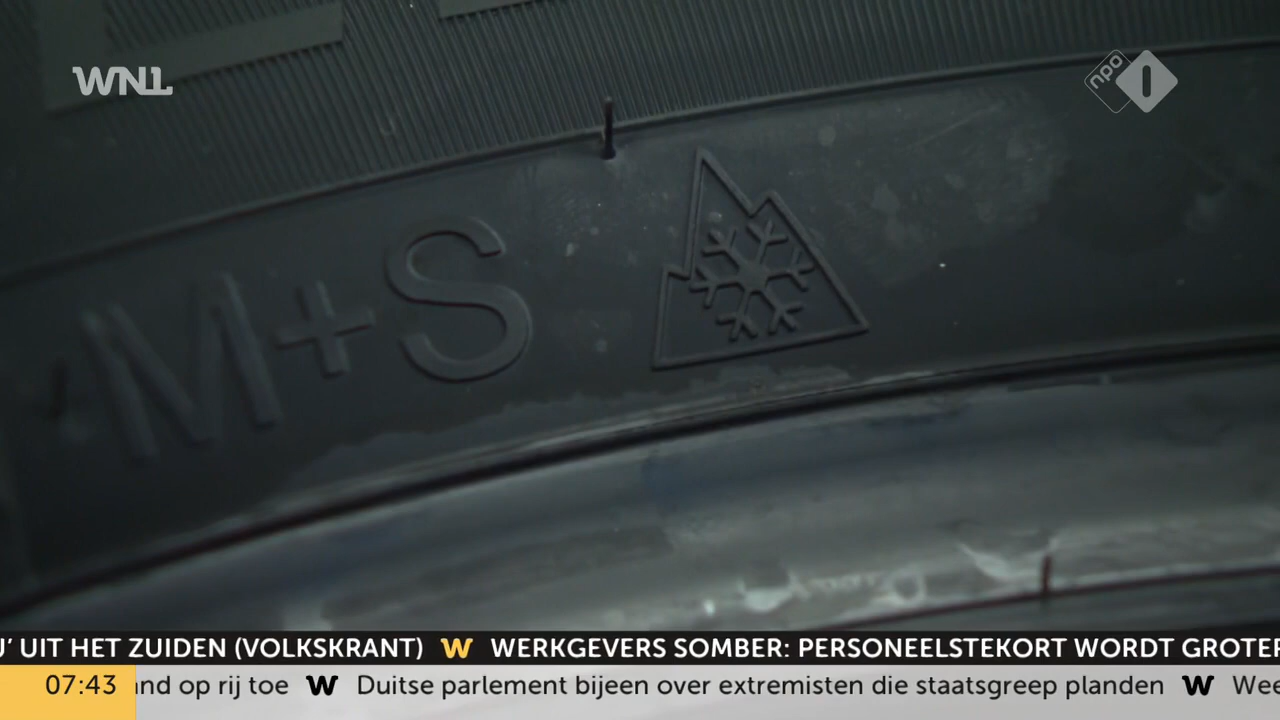 WNL
npo
M+S
' UIT HET ZUIDEN (VOLKSKRANT) W WERKGEVERS SOMBER: PERSONEELSTEKORT WORDT GROTER
07:43 op rij toe W Duitse parlement bijeen over extremisten die staatsgreep planden W